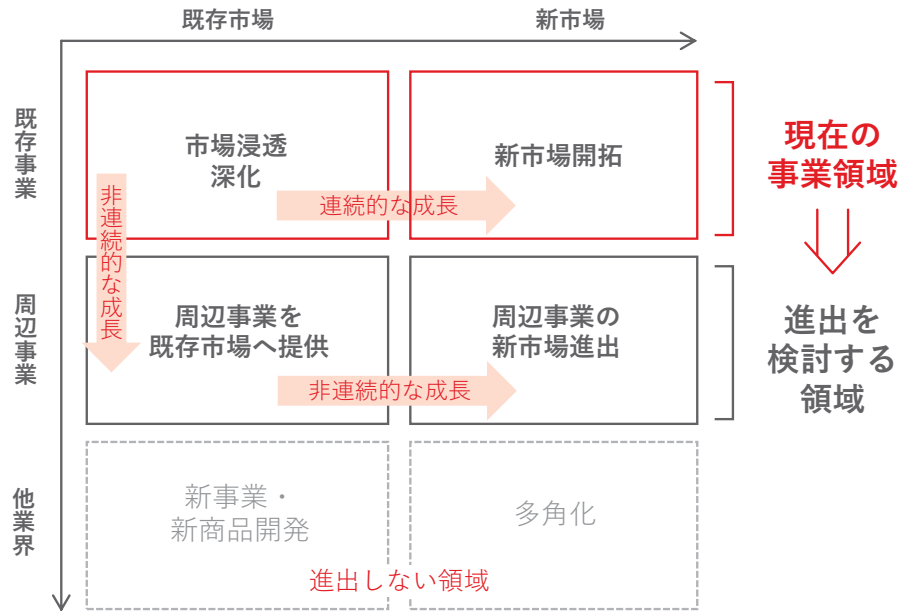 既存市場
新市場
既存事業
市場浸透
深化
新市場開拓
連続的な成長
非連続的な成長
現在の
事業領域
周辺事業
周辺事業を
既存市場へ提供
周辺事業の
新市場進出
非連続的な成長
進出を
検討する
領域
他業界
新事業・
新商品開発
多角化
進出しない領域